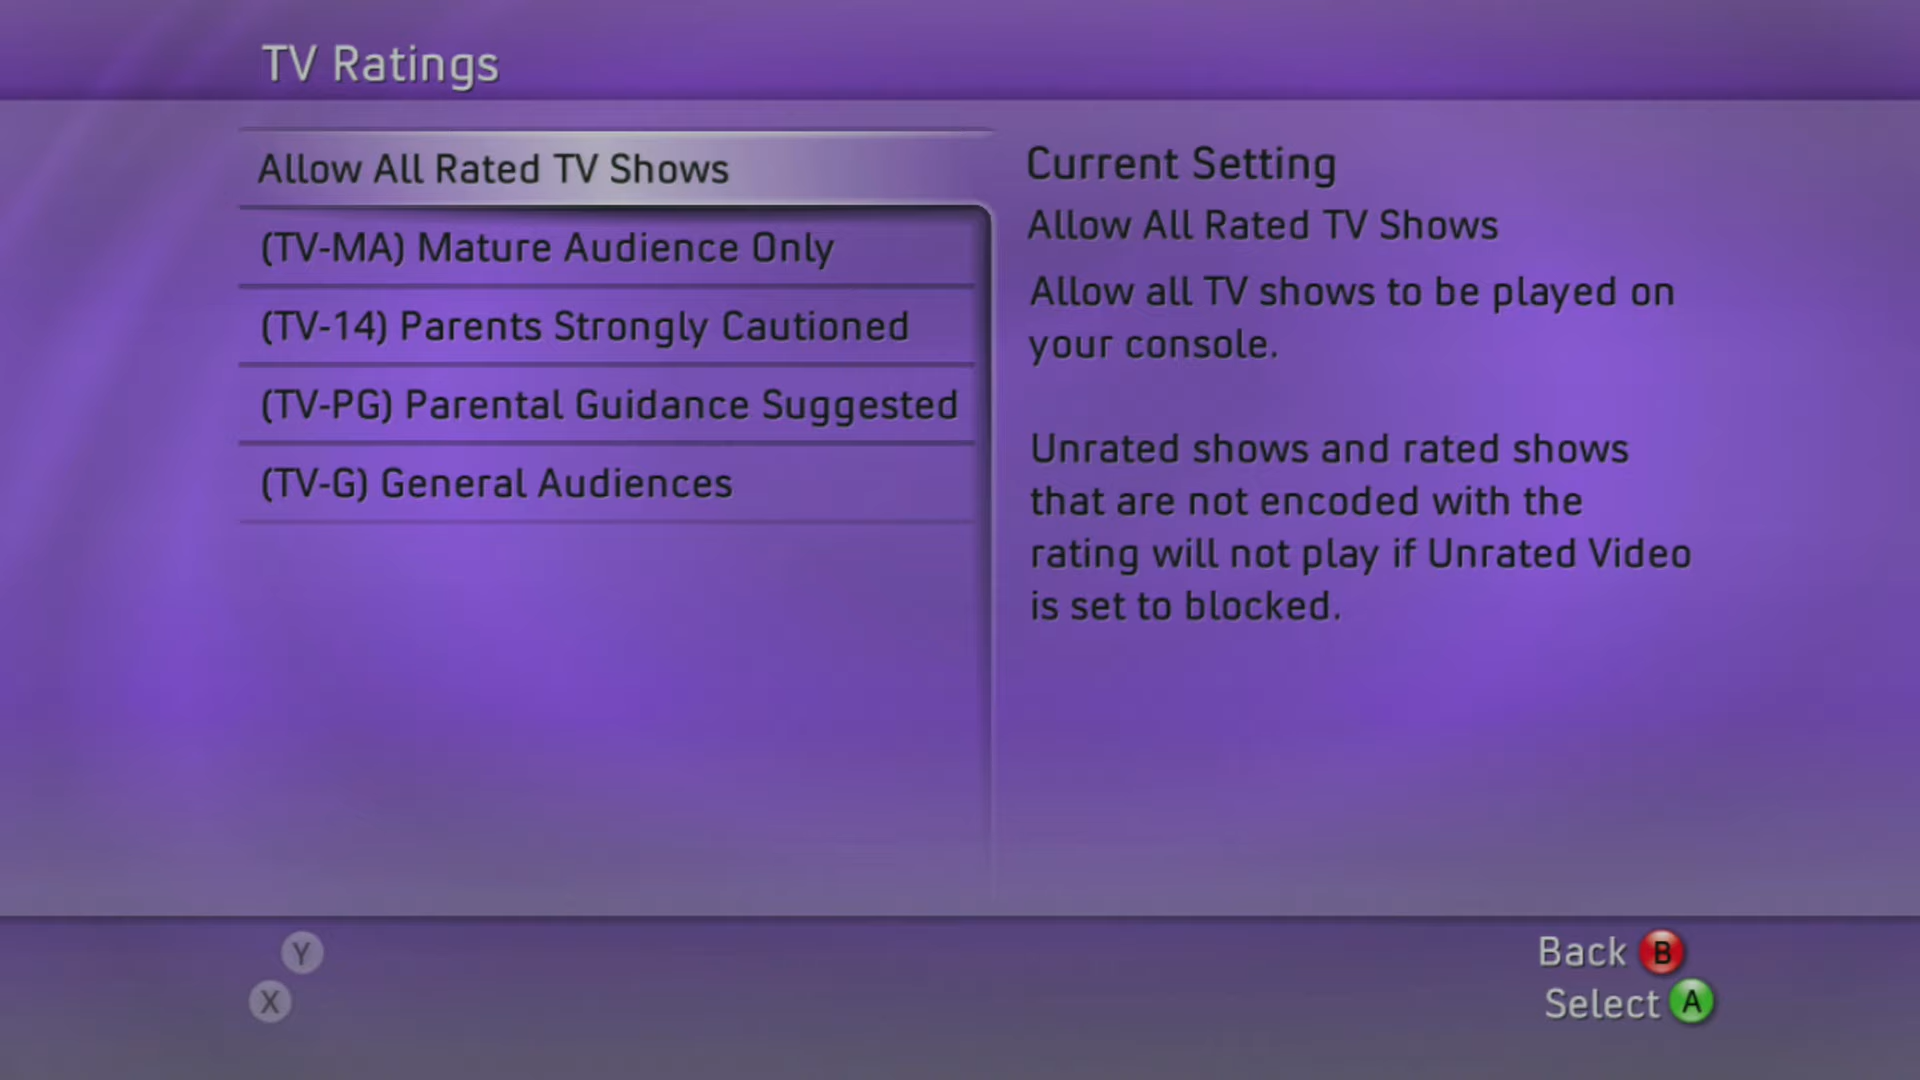 TV Ratings
Allow All Rated TV Shows
(TV-MA) Mature Audience Only
(TV-14) Parents Strongly Cautioned
(TV-PG) Parental Guidance Suggested
(TV-G) General Audiences
Current Setting
Allow All Rated TV Shows
Allow all TV shows to be played on
your console.
Unrated shows and rated shows
that are not encoded with the
rating will not play if Unrated Video
is set to blocked.
Y
X
Back B
Select A